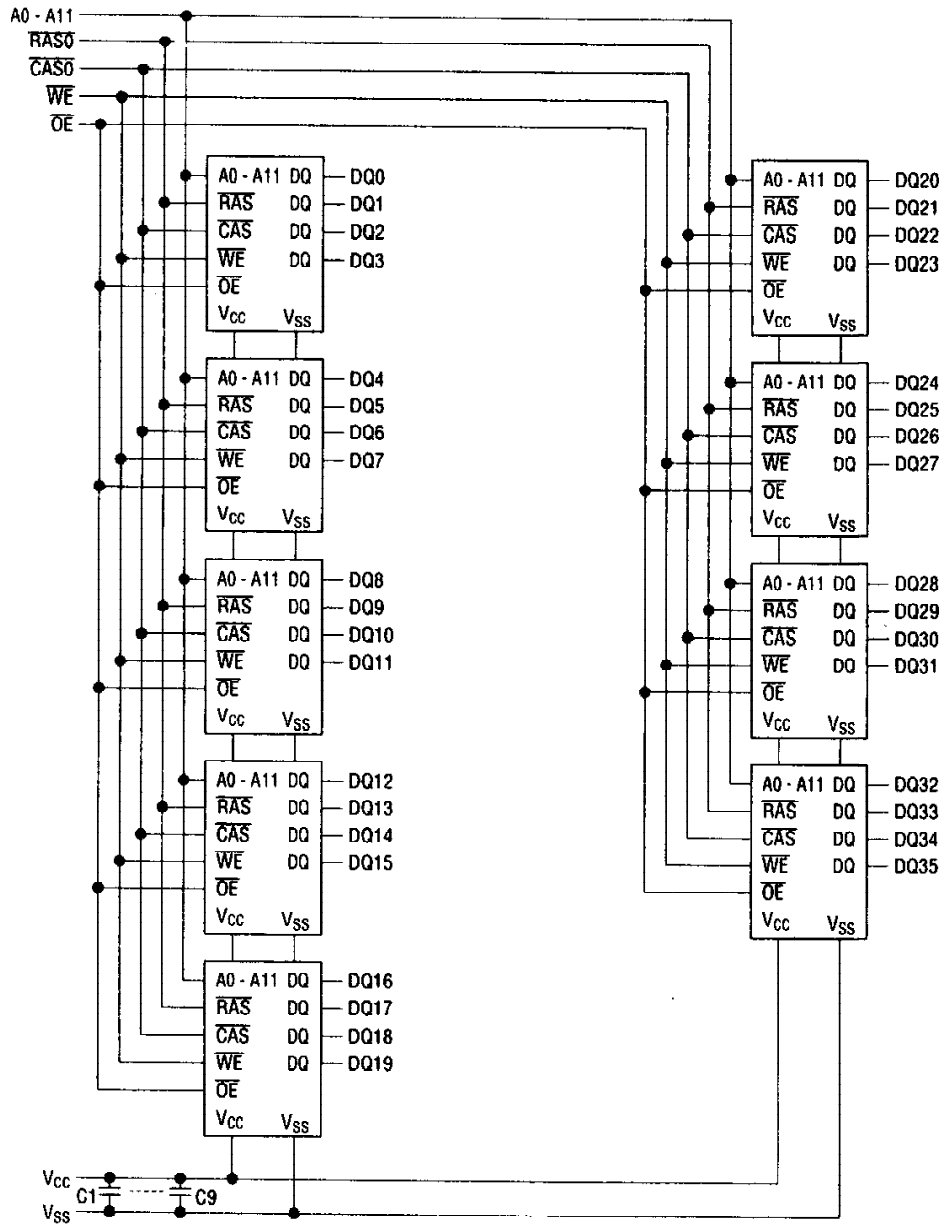 A0 - A11
RAS0
CAS0
WE
OE
A0 - A11 DQ DQ0
RAS DQ DQ1
CAS DQ DQ2
WE DQ DQ3
OE
VCC VSS
A0 - A11 DQ DQ4
RAS DQ DQ5
CAS DQ DQ6
WE DQ DQ7
OE
VCC VSS
A0 - A11 DQ DQ8
RAS DQ DQ9
CAS DQ DQ10
WE DQ DQ11
OE
VCC VSS
A0 - A11 DQ DQ12
RAS DQ DQ13
CAS DQ DQ14
WE DQ DQ15
OE
VCC VSS
A0 - A11 DQ DQ16
RAS DQ DQ17
CAS DQ DQ18
WE DQ DQ19
OE
VCC VSS
A0 - A11 DQ DQ20
RAS DQ DQ21
CAS DQ DQ22
WE DQ DQ23
OE
VCC VSS
A0 - A11 DQ DQ24
RAS DQ DQ25
CAS DQ DQ26
WE DQ DQ27
OE
VCC VSS
A0 - A11 DQ DQ28
RAS DQ DQ29
CAS DQ DQ30
WE DQ DQ31
OE
VCC VSS
A0 - A11 DQ DQ32
RAS DQ DQ33
CAS DQ DQ34
WE DQ DQ35
OE
VCC VSS
VCC
C1 C9
VSS